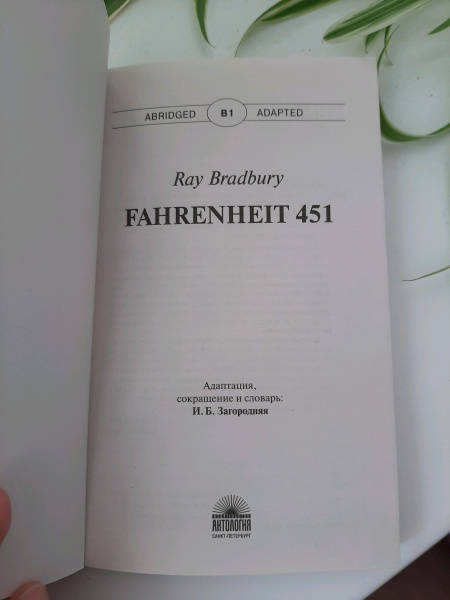 ABRIDGED B1 ADAPTED
Ray Bradbury
FAHRENHEIT 451
Адаптация,
сокращение и словарь:
И. Б. Загородняя
АНТОЛОГИЯ
САНКТ-ПЕТЕРБУРГ